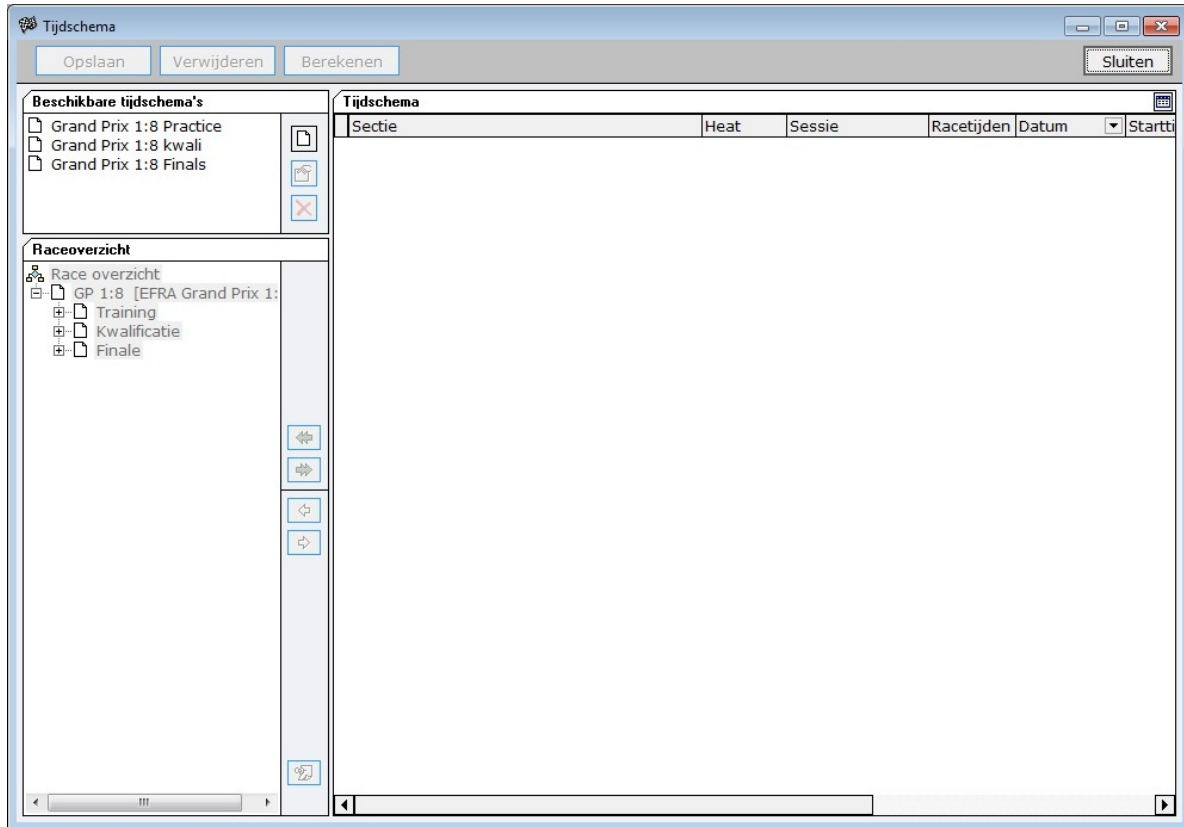 Tijdschema
Opslaan Verwijderen Berekenen Sluiten
Beschikbare tijdschema's
Grand Prix 1:8 Practice
Grand Prix 1:8 kwali
Grand Prix 1:8 Finals
Raceoverzicht
Race overzicht
GP 1:8 [EFRA Grand Prix 1:
Training
Kwalificatie
Finale
Tijdschema
Sectie Heat Sessie Racetijden Datum Startti